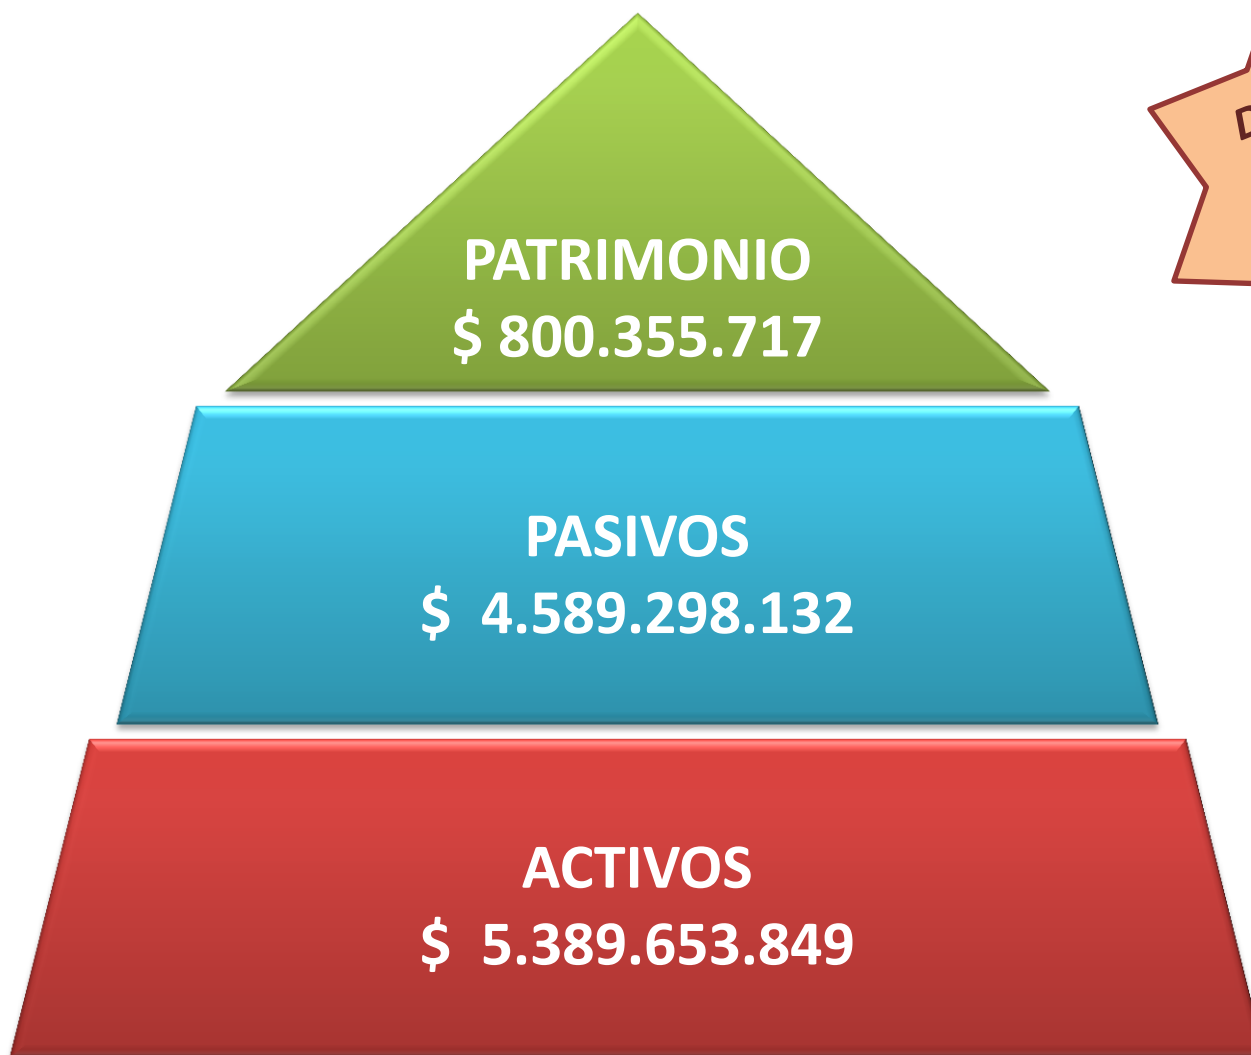 PATRIMONIO
$ 800.355.717
PASIVOS
$ 4.589.298.132
ACTIVOS
$ 5.389.653.849